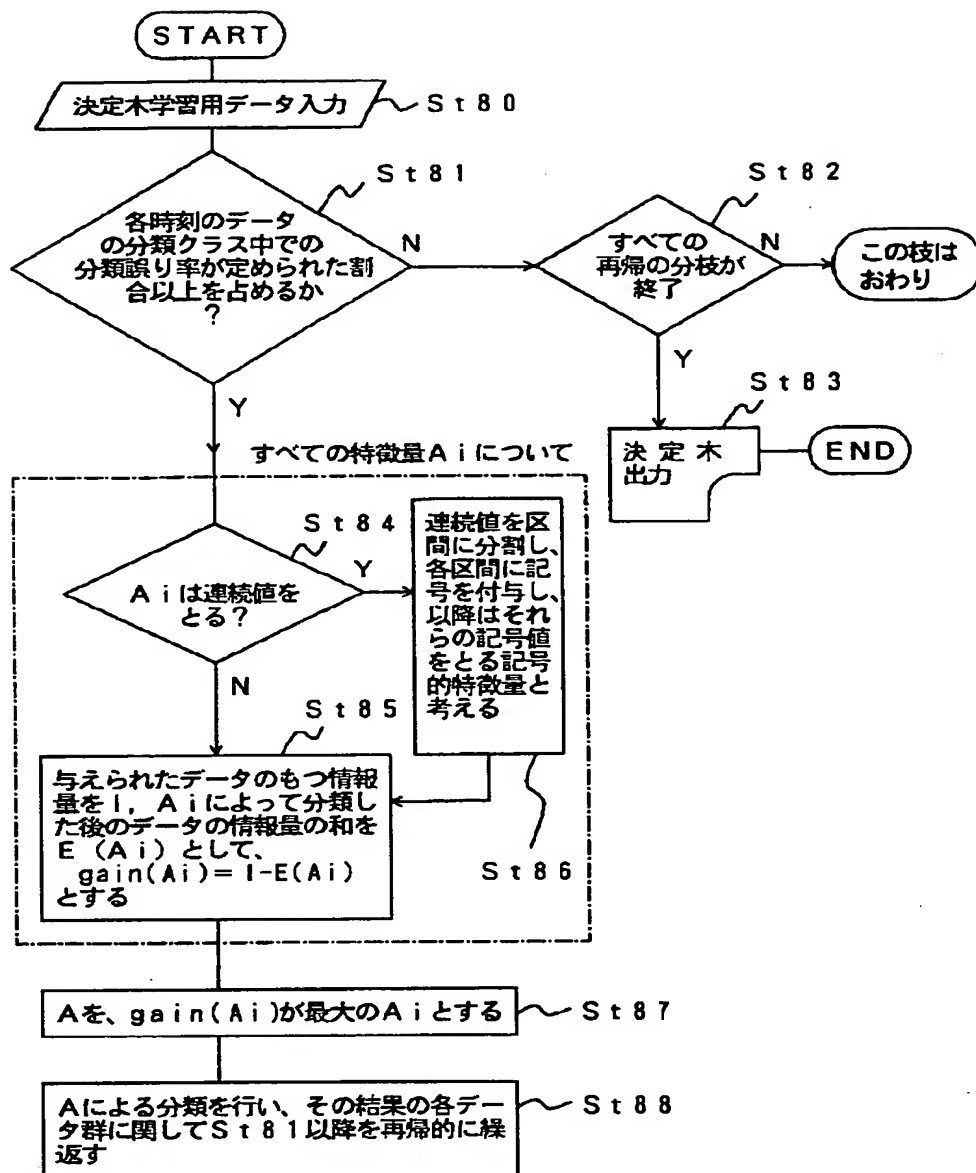 START
決定木学習用データ入力
St80
St81
各時刻のデータ
の分類クラス中での
分類誤り率が定められた割
合以上を占めるか
?
N
St82
すべての
再帰の分枝が
終了
N
この枝は
おわり
Y
Y
St83
決定木
出力
END
すべての特徴量Aiについて
St84
Aiは連続値を
とる?
Y
連続値を区
間に分割し、
各区間に記
号を付与し、
以降はそれ
らの記号値
をとる記号
的特徴量と
考える
N
St85
与えられたデータのもつ情報
量をI, Aiによって分類し
た後のデータの情報量の和を
E (Ai) として、
gain(Ai)=I-E(Ai)
とする
St86
Aを、gain(Ai)が最大のAiとする
St87
Aによる分類を行い、その結果の各デー
タ群に関してSt81以降を再帰的に繰
返す
St88